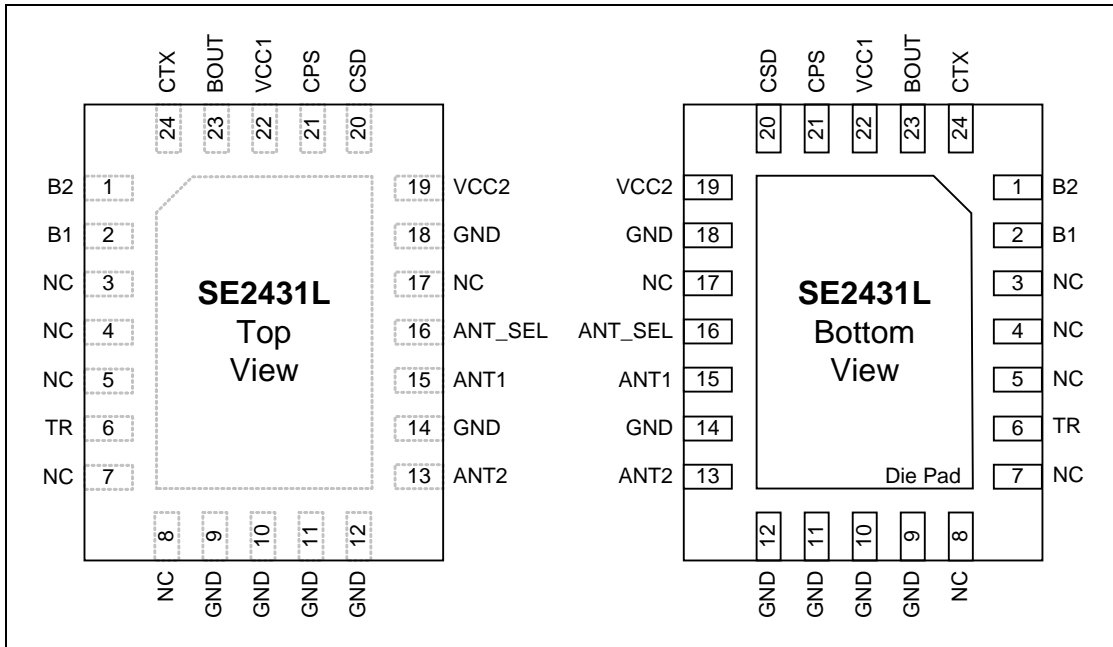 CTX BOUT VCC1 CPS CSD
24 23 22 21 20
B2 1 19 VCC2
B1 2 18 GND
NC 3 17 NC
NC 4 16 ANT_SEL
NC 5 15 ANT1
TR 6 14 GND
NC 7 13 ANT2
SE2431L
Top
View
8 9 10 11 12
NC GND GND GND GND
CSD CPS VCC1 BOUT CTX
20 21 22 23 24
VCC2 19 1 B2
GND 18 2 B1
NC 17 3 NC
ANT_SEL 16 4 NC
ANT1 15 5 NC
GND 14 6 TR
ANT2 13 7 NC
SE2431L
Bottom
View
Die Pad
12 11 10 9 8
GND GND GND GND NC